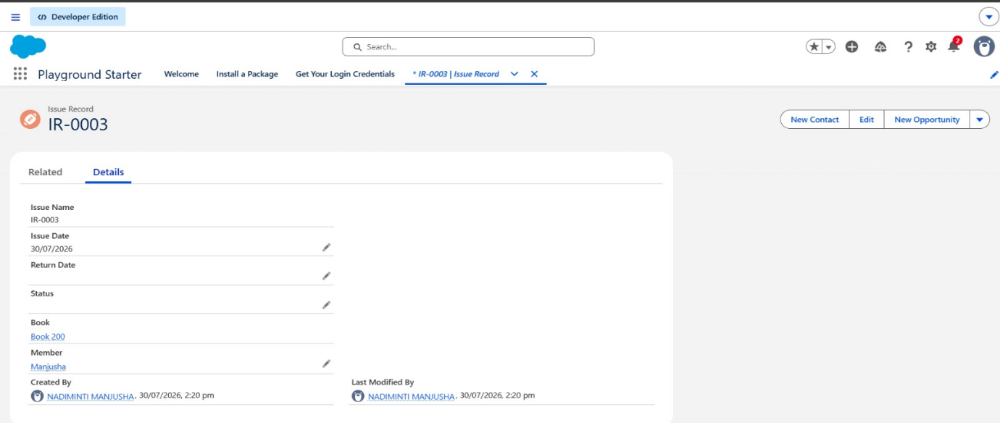 </> Developer Edition
Search...
2
Playground Starter Welcome Install a Package Get Your Login Credentials * IR-0003 | Issue Record
Issue Record
IR-0003
New Contact Edit New Opportunity
Related Details
Issue Name
IR-0003
Issue Date
30/07/2026
Return Date
Status
Book
Book 200
Member
Manjusha
Created By
NADIMINTI MANJUSHA, 30/07/2026, 2:20 pm
Last Modified By
NADIMINTI MANJUSHA, 30/07/2026, 2:20 pm